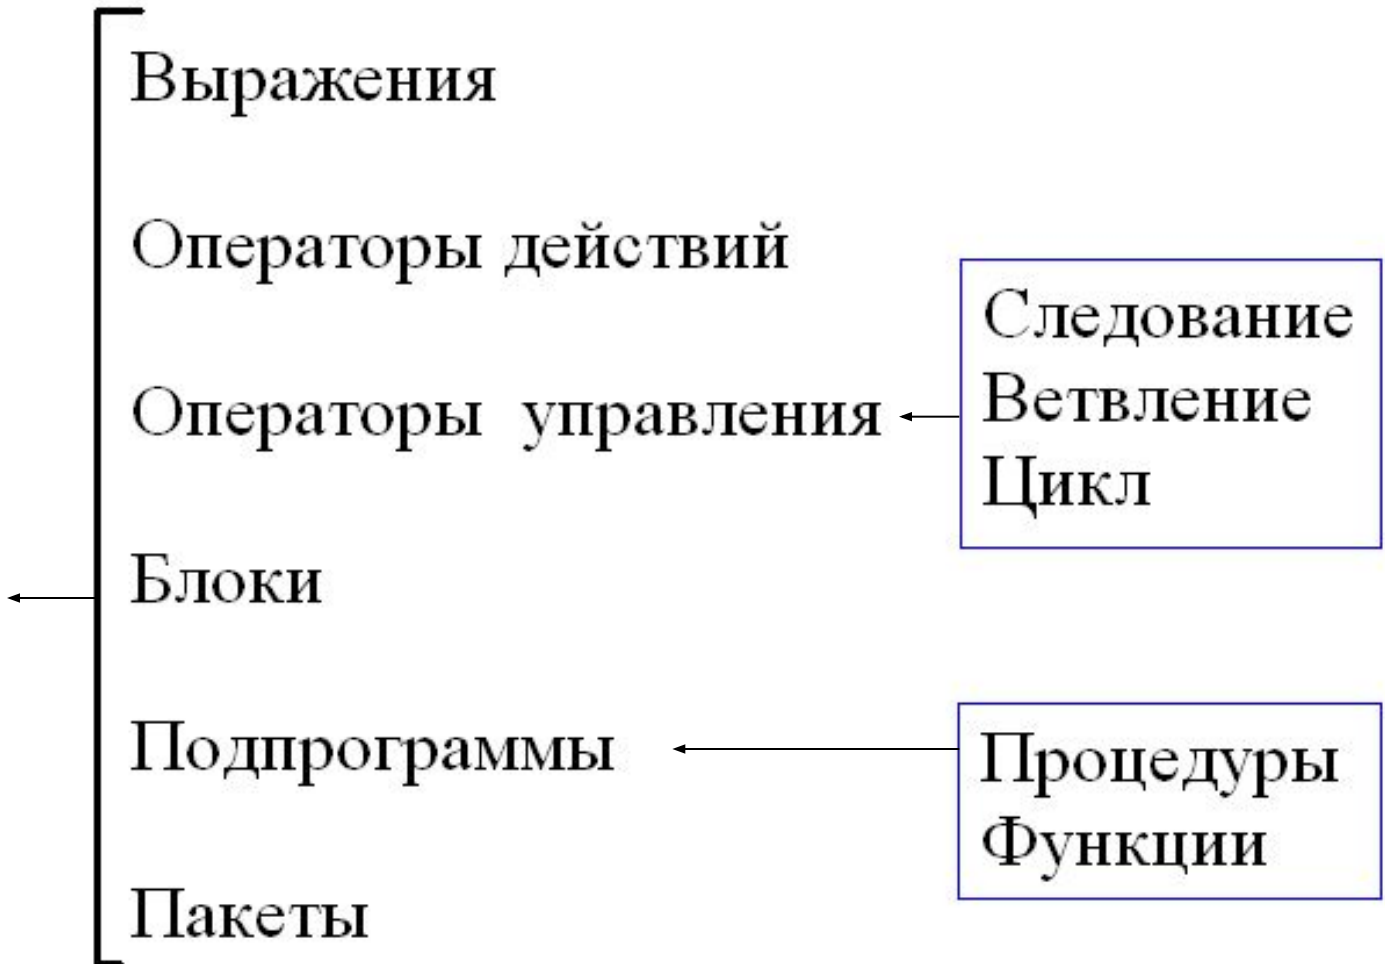 Выражения
Операторы действий
Операторы управления
Блоки
Подпрограммы
Пакеты
Следование
Ветвление
Цикл
Процедуры
Функции